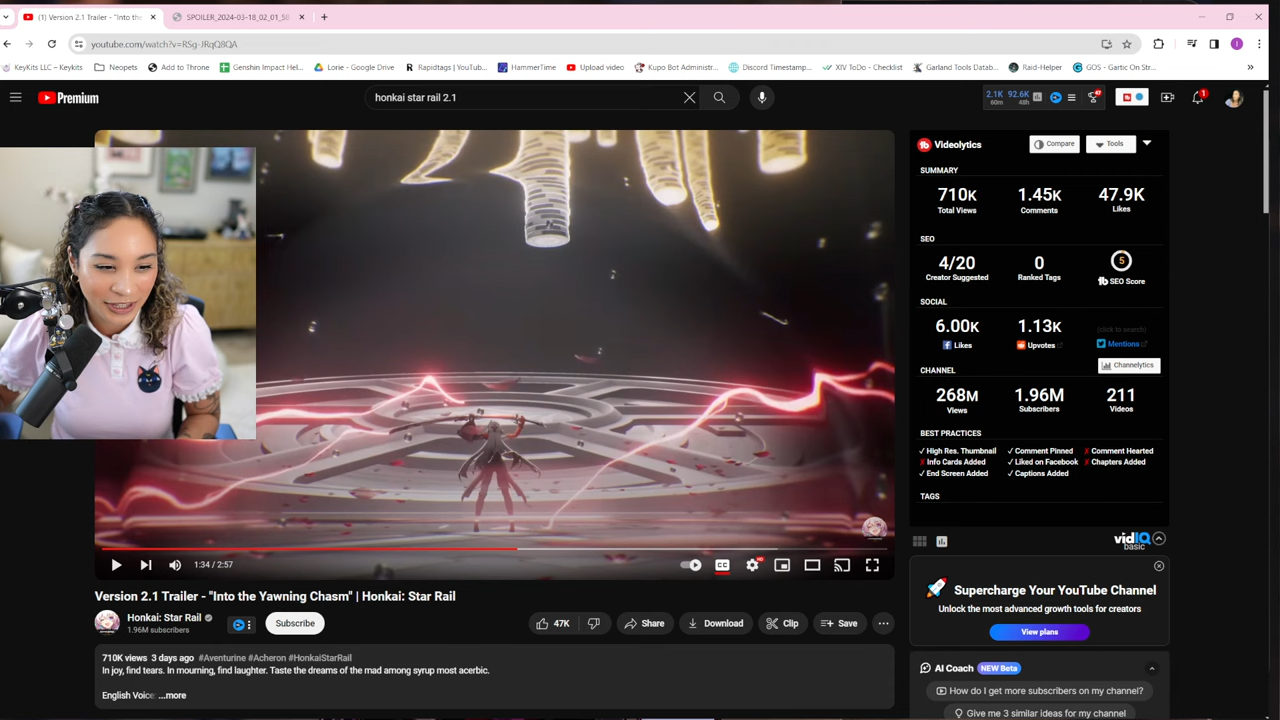 (1) Version 2.1 Trailer - "Into the
SPOILER_2024-03-18_02_01_58
youtube.com/watch?v=RSg-JRqQ8QA
KeyKits LLC – Keykits
Neopets
Add to Throne
Genshin Impact Hel...
Lorie - Google Drive
Rapidtags | YouTub...
HammerTime
Upload video
Kupo Bot Administr...
Discord Timestamp...
XIV ToDo - Checklist
Garland Tools Datab...
Raid-Helper
GOS - Gartic On Str...
Premium
honkai star rail 2.1
2.1K 92.6K
60m 48h
1
Videolytics
Compare
Tools
SUMMARY
710K 1.45K 47.9K
Total Views Comments Likes
SEO
4/20 0 5
Creator Suggested Ranked Tags SEO Score
SOCIAL
6.00K 1.13K (click to search)
Likes Upvotes Mentions
Channelytics
CHANNEL
268M 1.96M 211
Views Subscribers Videos
BEST PRACTICES
✓ High Res. Thumbnail ✓ Comment Pinned ✗ Comment Hearted
✗ Info Cards Added ✓ Liked on Facebook ✗ Chapters Added
✓ End Screen Added ✓ Captions Added
TAGS
vidIQ
basic
1:34 / 2:57
CC
HD
Version 2.1 Trailer - "Into the Yawning Chasm" | Honkai: Star Rail
Honkai: Star Rail
1.96M subscribers
Subscribe
47K
Share
Download
Clip
Save
710K views 3 days ago #Aventurine #Acheron #HonkaiStarRail
In joy, find tears. In mourning, find laughter. Taste the dreams of the mad among syrup most acerbic.
English Voice ...more
Supercharge Your YouTube Channel
Unlock the most advanced growth tools for creators
View plans
AI Coach NEW Beta
How do I get more subscribers on my channel?
Give me 3 similar ideas for my channel